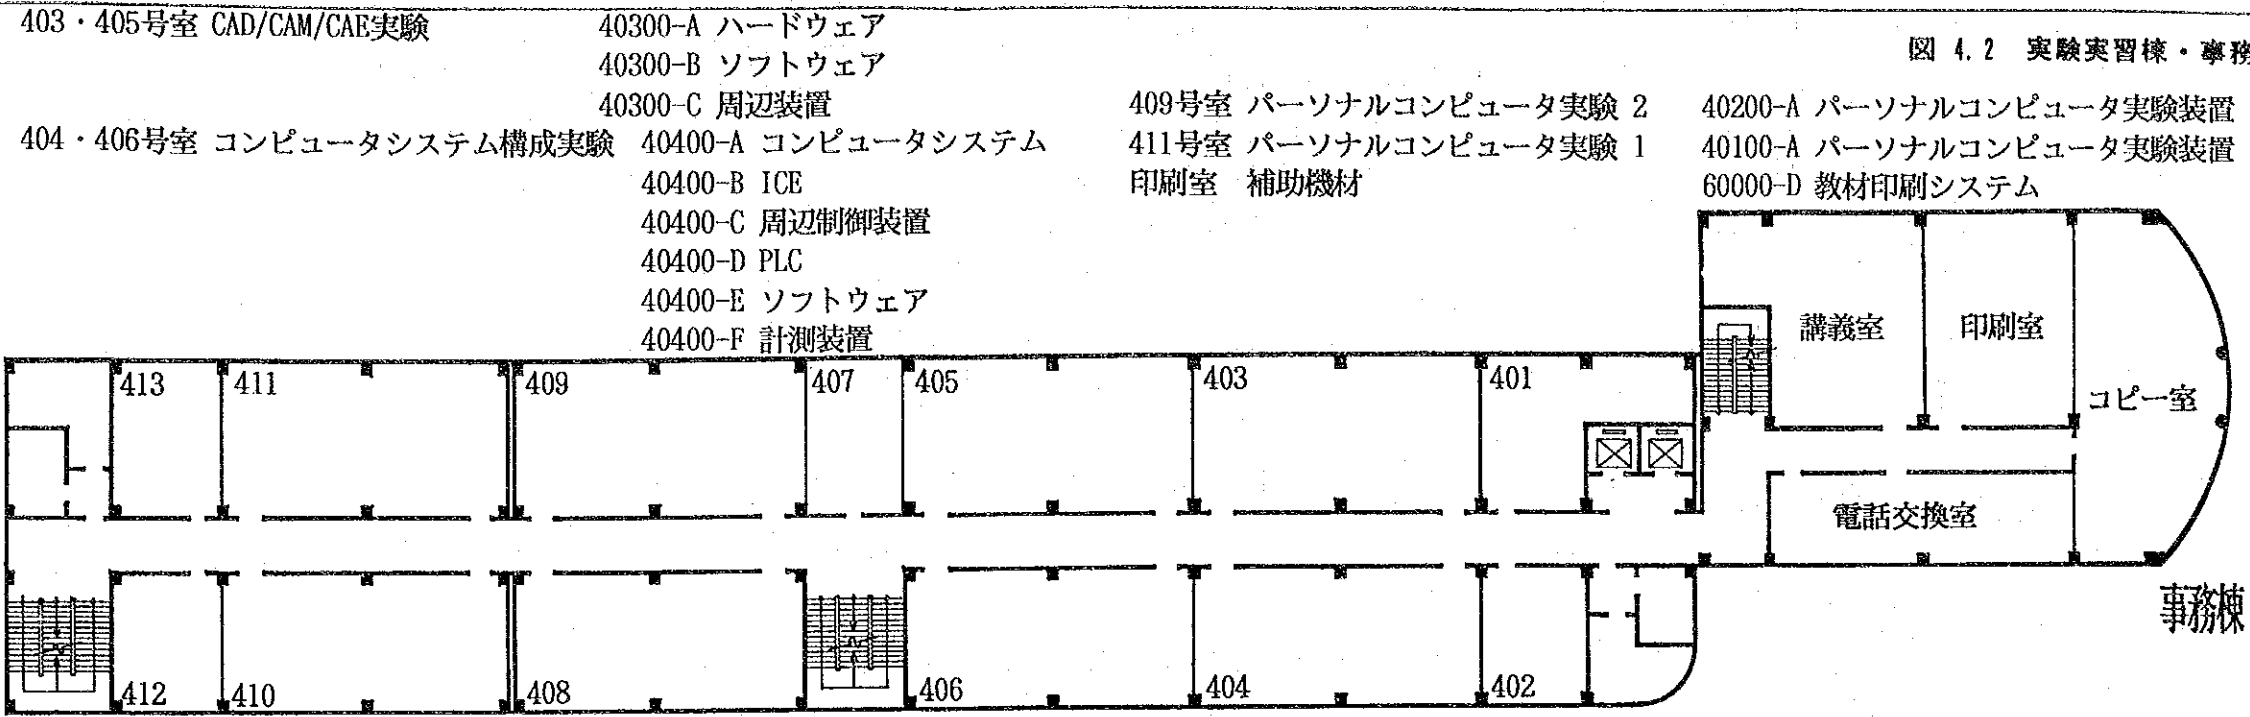 403・405号室 CAD/CAM/CAE実験 40300-A ハードウェア
40300-B ソフトウェア
40300-C 周辺装置
404・406号室 コンピュータシステム構成実験 40400-A コンピュータシステム
40400-B ICE
40400-C 周辺制御装置
40400-D PLC
40400-E ソフトウェア
40400-F 計測装置
図 4.2 実験実習棟・事務
409号室 パーソナルコンピュータ実験 2 40200-A パーソナルコンピュータ実験装置
411号室 パーソナルコンピュータ実験 1 40100-A パーソナルコンピュータ実験装置
印刷室 補助機材 60000-D 教材印刷システム
講義室 印刷室
コピー室
413 411 409 407 405 403 401
電話交換室
事務棟
412 410 408 406 404 402